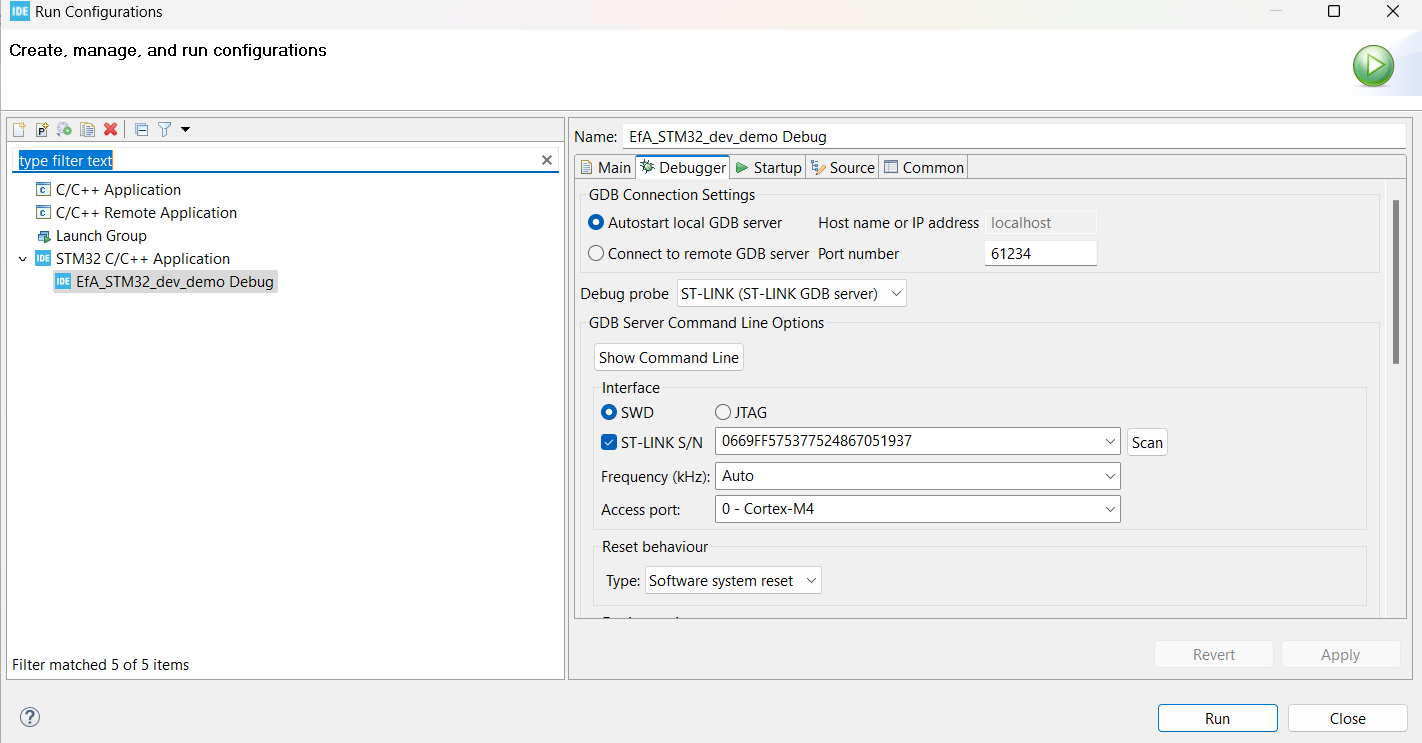 IDE Run Configurations
Create, manage, and run configurations
type filter text
C/C++ Application
C/C++ Remote Application
Launch Group
IDE STM32 C/C++ Application
IDE EfA_STM32_dev_demo Debug
Filter matched 5 of 5 items
Name: EfA_STM32_dev_demo Debug
Main Debugger Startup Source Common
GDB Connection Settings
Autostart local GDB server Host name or IP address localhost
Connect to remote GDB server Port number 61234
Debug probe ST-LINK (ST-LINK GDB server)
GDB Server Command Line Options
Show Command Line
Interface
SWD JTAG
ST-LINK S/N 0669FF575377524867051937 Scan
Frequency (kHz): Auto
Access port: 0 - Cortex-M4
Reset behaviour
Type: Software system reset
Revert Apply
Run Close